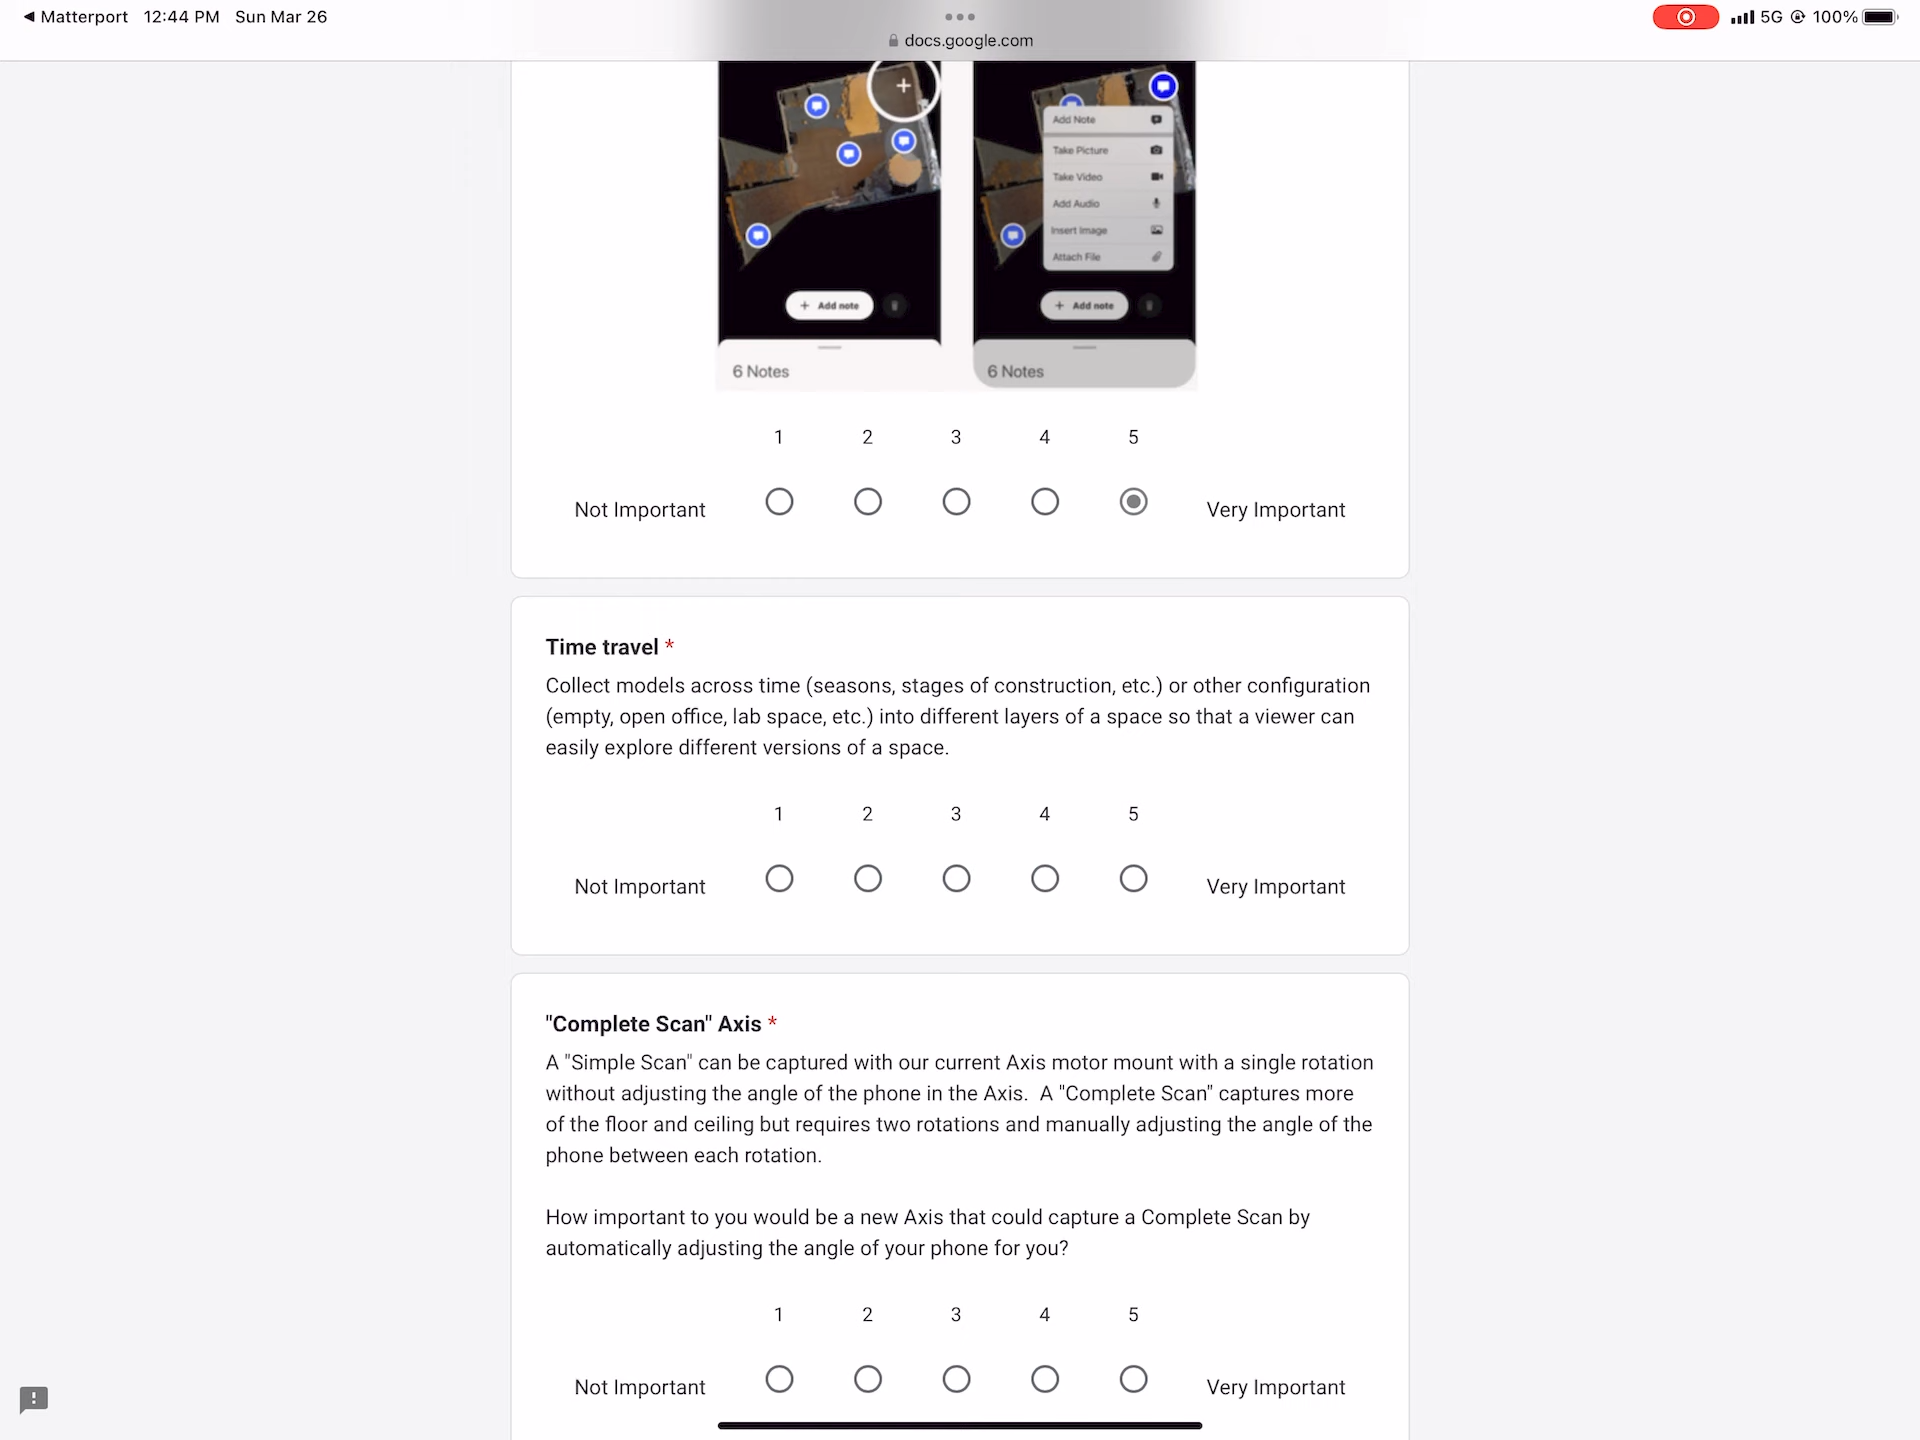 ◀ Matterport 12:44 PM Sun Mar 26
5G 100%
docs.google.com
Add Note
Take Picture
Take Video
Add Audio
Insert Image
Attach File
+ Add note
+ Add note
6 Notes
6 Notes
1 2 3 4 5
Not Important Very Important
Time travel *
Collect models across time (seasons, stages of construction, etc.) or other configuration
(empty, open office, lab space, etc.) into different layers of a space so that a viewer can
easily explore different versions of a space.
1 2 3 4 5
Not Important Very Important
"Complete Scan" Axis *
A "Simple Scan" can be captured with our current Axis motor mount with a single rotation
without adjusting the angle of the phone in the Axis.  A "Complete Scan" captures more
of the floor and ceiling but requires two rotations and manually adjusting the angle of the
phone between each rotation.
How important to you would be a new Axis that could capture a Complete Scan by
automatically adjusting the angle of your phone for you?
1 2 3 4 5
Not Important Very Important